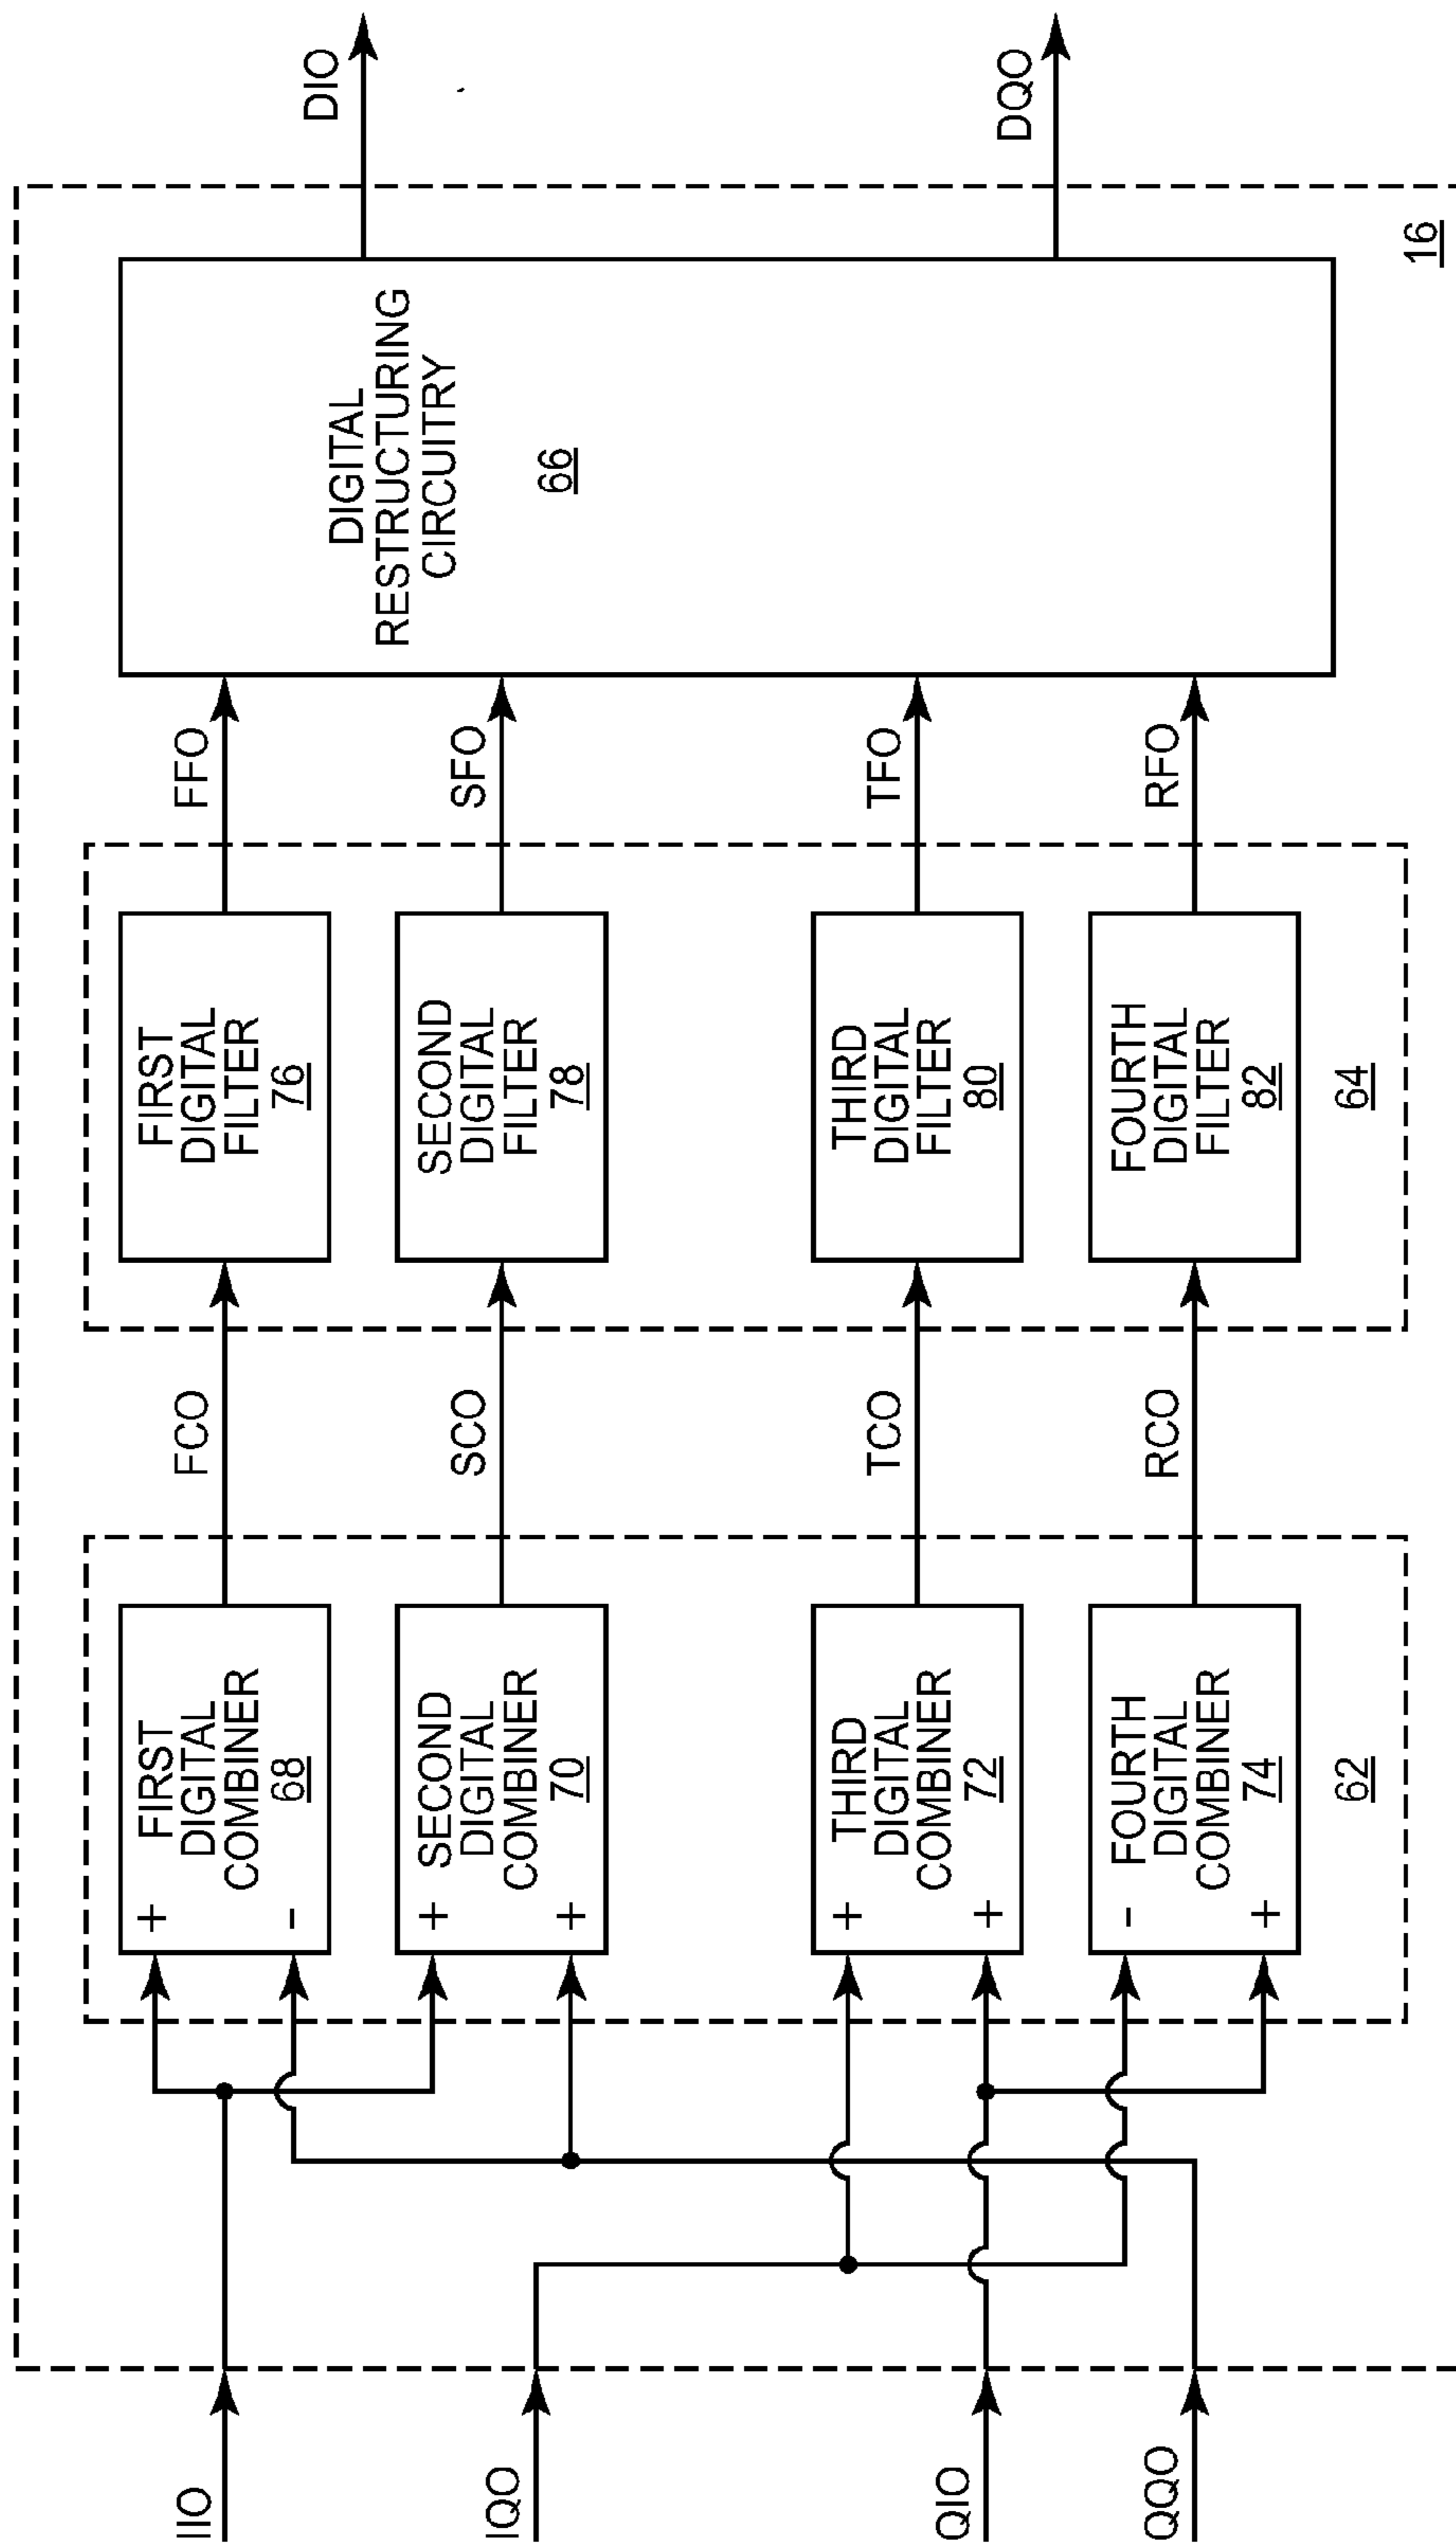 IIO
IQO
QIO
QQO
+
-
FIRST
DIGITAL
COMBINER
68
+
+
SECOND
DIGITAL
COMBINER
70
+
+
THIRD
DIGITAL
COMBINER
72
-
+
FOURTH
DIGITAL
COMBINER
74
62
FCO
SCO
TCO
RCO
FIRST
DIGITAL
FILTER
76
SECOND
DIGITAL
FILTER
78
THIRD
DIGITAL
FILTER
80
FOURTH
DIGITAL
FILTER
82
64
FFO
SFO
TFO
RFO
DIGITAL
RESTRUCTURING
CIRCUITRY
66
16
DIO
DQO